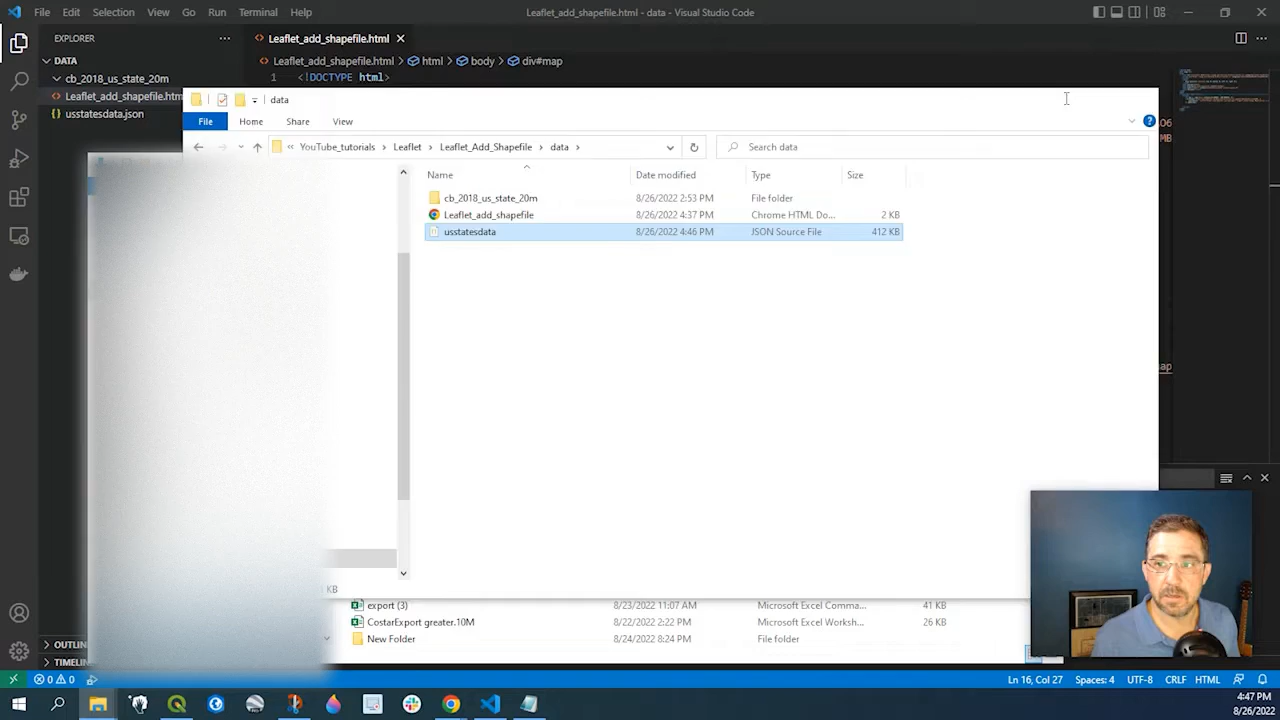 File Edit Selection View Go Run Terminal Help
Leaflet_add_shapefile.html - data - Visual Studio Code
EXPLORER
Leaflet_add_shapefile.html
DATA
Leaflet_add_shapefile.html > html > body > div#map
cb_2018_us_state_20m
1 <!DOCTYPE html>
Leaflet_add_shapefile.htm
data
usstatesdata.json
File Home Share View
« YouTube_tutorials > Leaflet > Leaflet_Add_Shapefile > data >
Search data
Name Date modified Type Size
cb_2018_us_state_20m 8/26/2022 2:53 PM File folder
Leaflet_add_shapefile 8/26/2022 4:37 PM Chrome HTML Do... 2 KB
usstatesdata 8/26/2022 4:46 PM JSON Source File 412 KB
KB
export (3) 8/23/2022 11:07 AM Microsoft Excel Comma... 41 KB
CostarExport greater.10M 8/22/2022 2:22 PM Microsoft Excel Worksh... 26 KB
New Folder 8/24/2022 8:24 PM File folder
OUTLIN
TIMELIN
0 0
Ln 16, Col 27 Spaces: 4 UTF-8 CRLF HTML
4:47 PM
8/26/2022